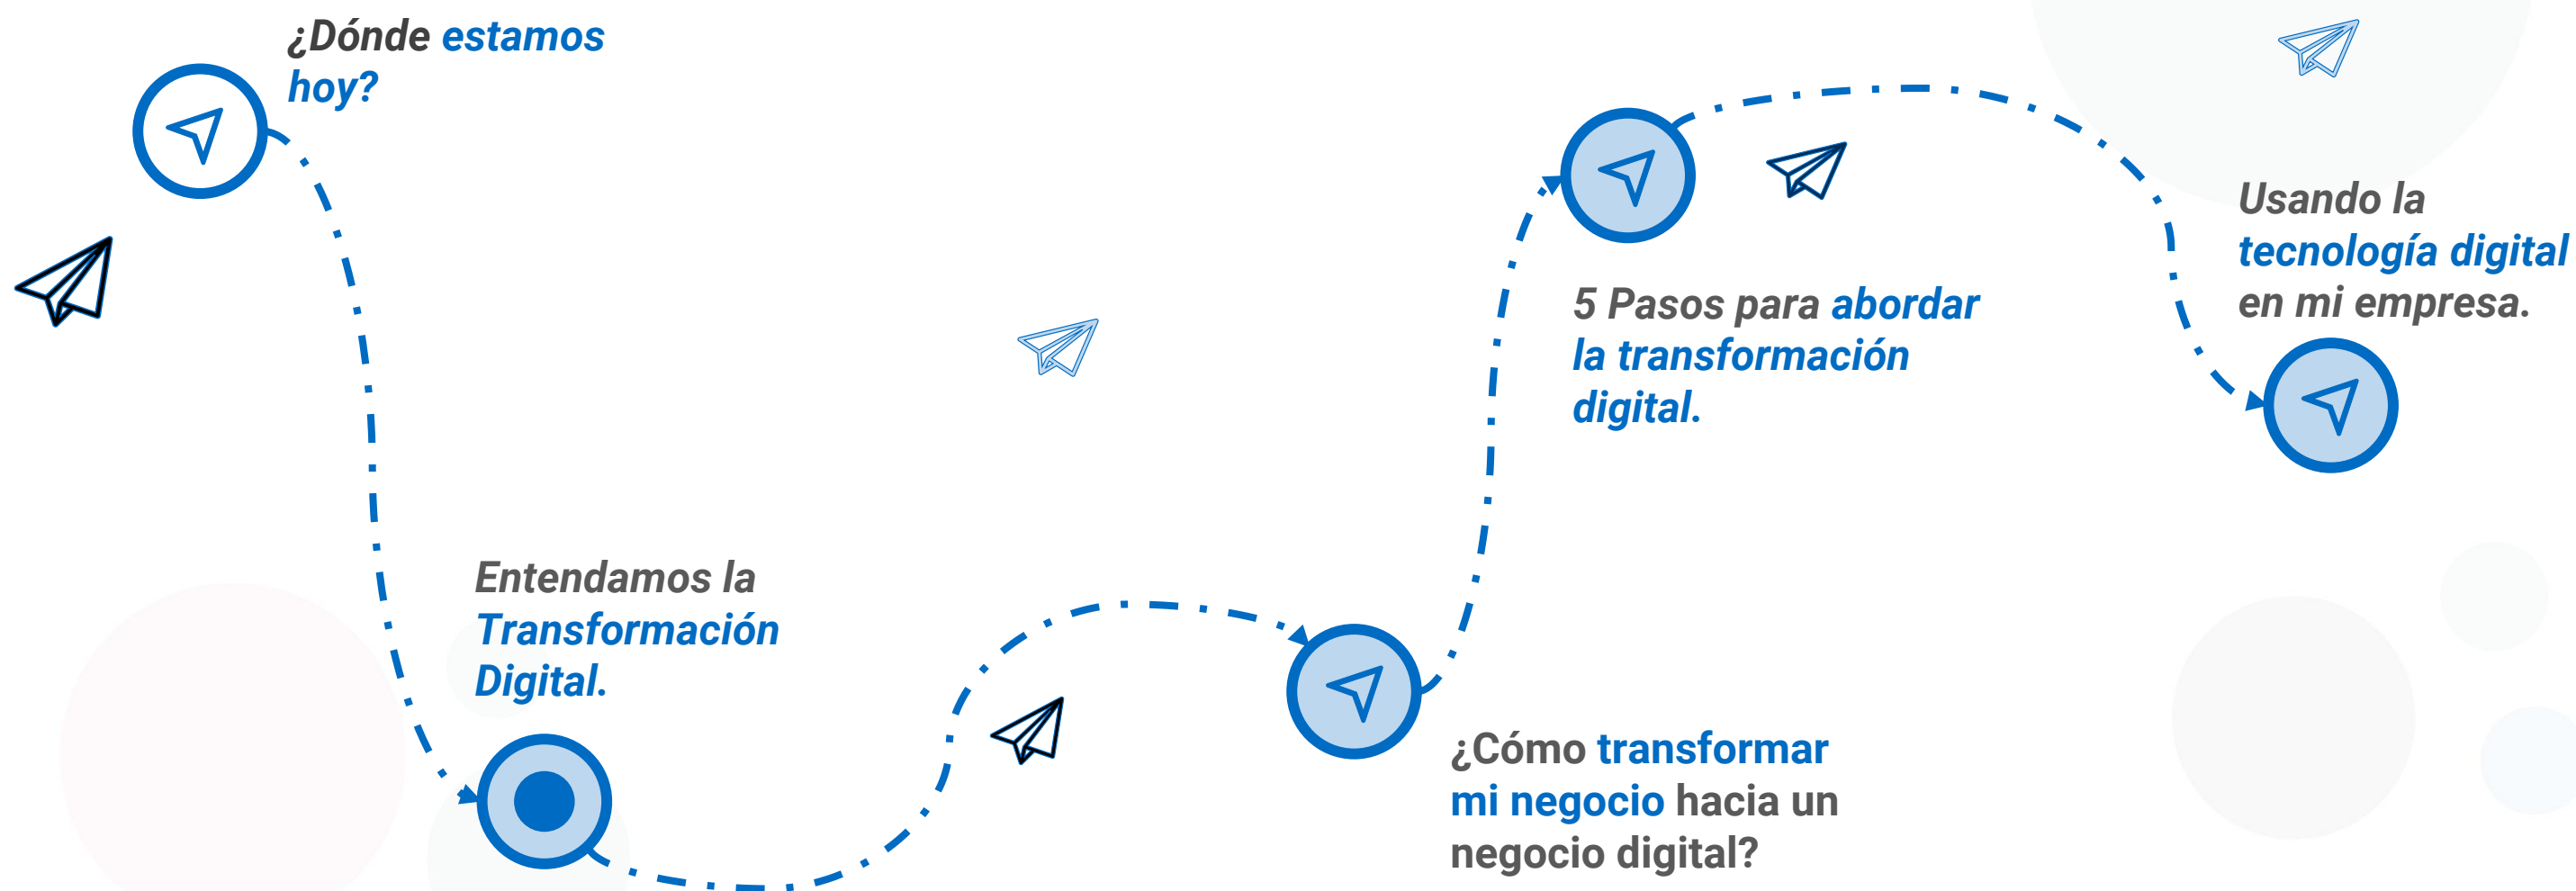 ¿Dónde estamos
hoy?
Entendamos la
Transformación
Digital.
¿Cómo transformar
mi negocio hacia un
negocio digital?
5 Pasos para abordar
la transformación
digital.
Usando la
tecnología digital
en mi empresa.